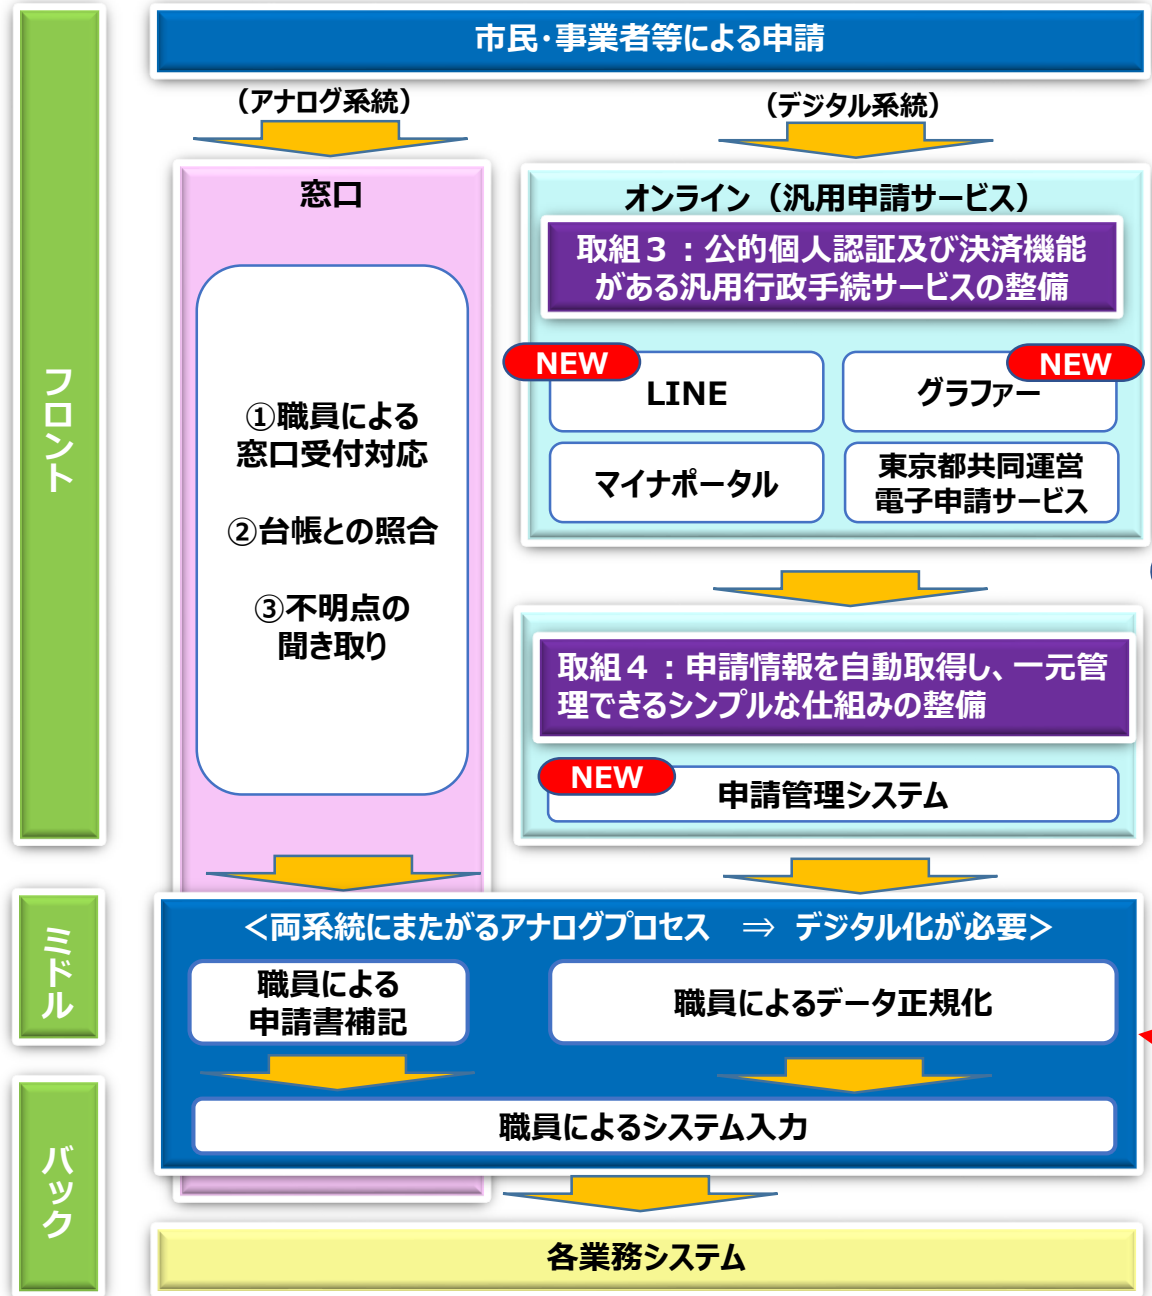 市民・事業者等による申請
（アナログ系統）
（デジタル系統）
フロント
窓口
①職員による
窓口受付対応
②台帳との照合
③不明点の
聞き取り
オンライン（汎用申請サービス）
取組３：公的個人認証及び決済機能
がある汎用行政手続サービスの整備
NEW
LINE
NEW
グラファー
マイナポータル
東京都共同運営
電子申請サービス
取組４：申請情報を自動取得し、一元管
理できるシンプルな仕組みの整備
NEW
申請管理システム
ミドル
＜両系統にまたがるアナログプロセス　⇒ デジタル化が必要＞
職員による
申請書補記
職員によるデータ正規化
バック
職員によるシステム入力
各業務システム